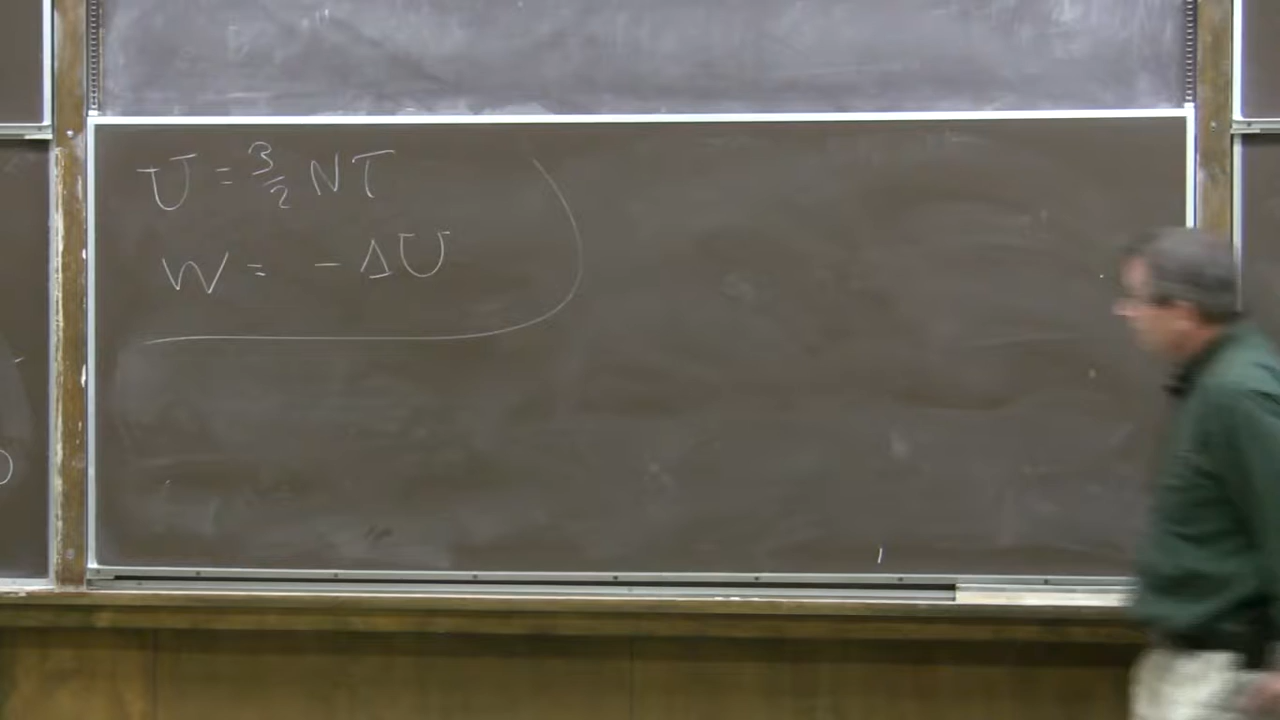 U = 3/2 NT
W = - ΔU